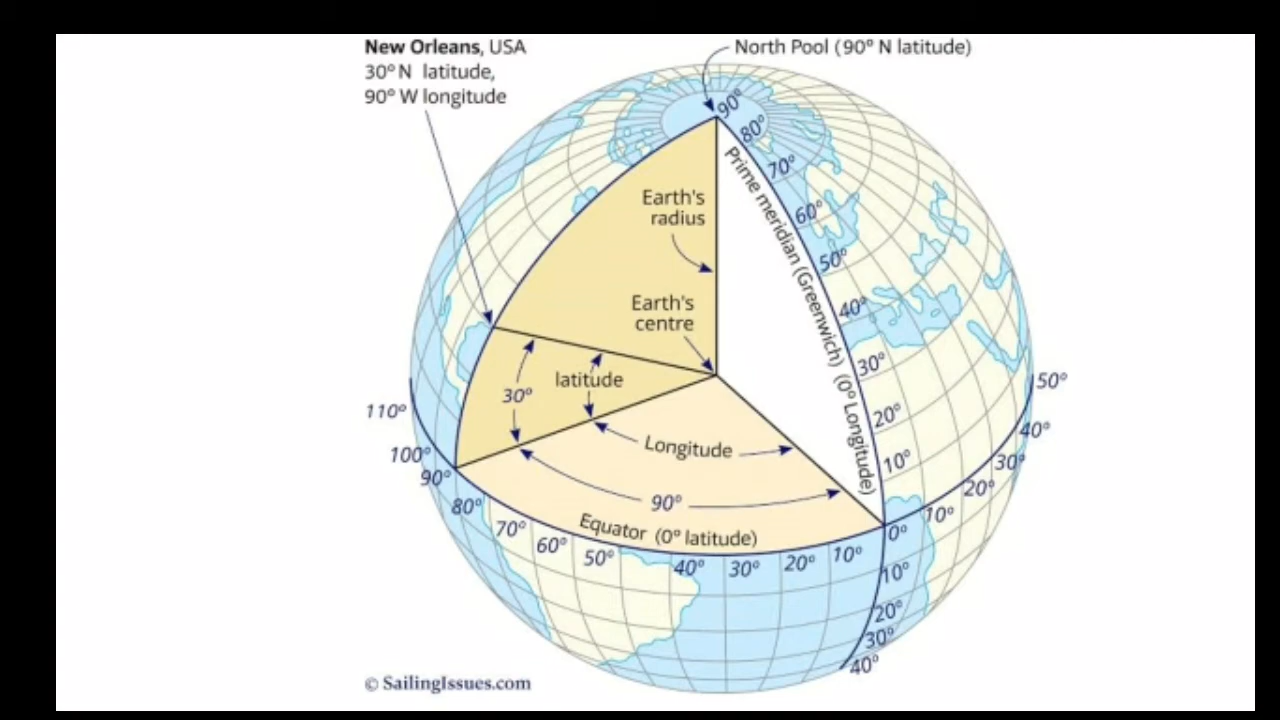 New Orleans, USA
30° N latitude,
90° W longitude
North Pool (90° N latitude)
90°
80°
70°
60°
50°
40°
30°
20°
10°
0°
10°
20°
30°
40°
Prime meridian (Greenwich) (0° Longitude)
Earth's
radius
Earth's
centre
latitude
30°
Longitude
90°
Equator (0° latitude)
110°
100°
90°
80°
70°
60°
50°
40°
30°
20°
10°
10°
20°
30°
40°
50°
© SailingIssues.com